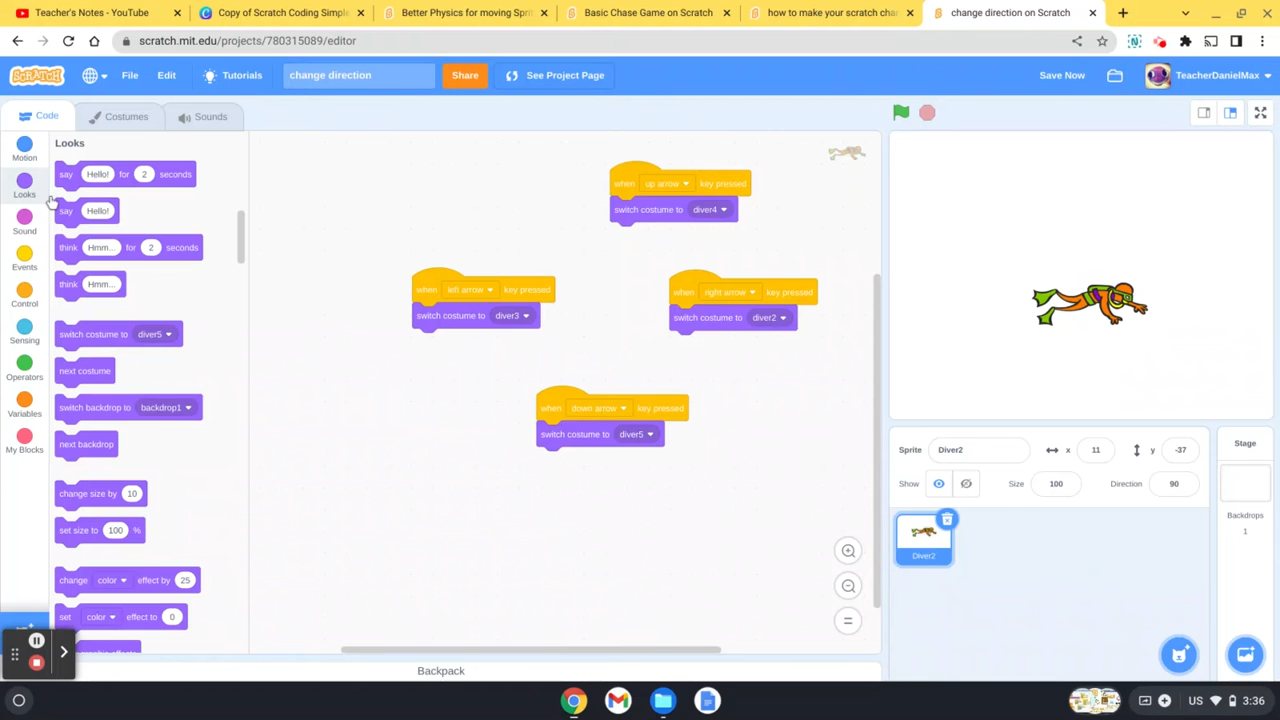 Teacher's Notes - YouTube
Copy of Scratch Coding Simple
Better Physics for moving Sprit
Basic Chase Game on Scratch
how to make your scratch char
change direction on Scratch
scratch.mit.edu/projects/780315089/editor
SCRATCH
File
Edit
Tutorials
change direction
Share
See Project Page
Save Now
TeacherDanielMax
Code
Costumes
Sounds
Motion
Looks
Sound
Events
Control
Sensing
Operators
Variables
My Blocks
Looks
say Hello! for 2 seconds
say Hello!
think Hmm... for 2 seconds
think Hmm...
switch costume to diver5
next costume
switch backdrop to backdrop1
next backdrop
change size by 10
set size to 100 %
change color effect by 25
set color effect to 0
when up arrow key pressed
switch costume to diver4
when left arrow key pressed
switch costume to diver3
when right arrow key pressed
switch costume to diver2
when down arrow key pressed
switch costume to diver5
Backpack
Sprite Diver2 x 11 y -37
Show Size 100 Direction 90
Diver2
Stage
Backdrops
1
US 3:36